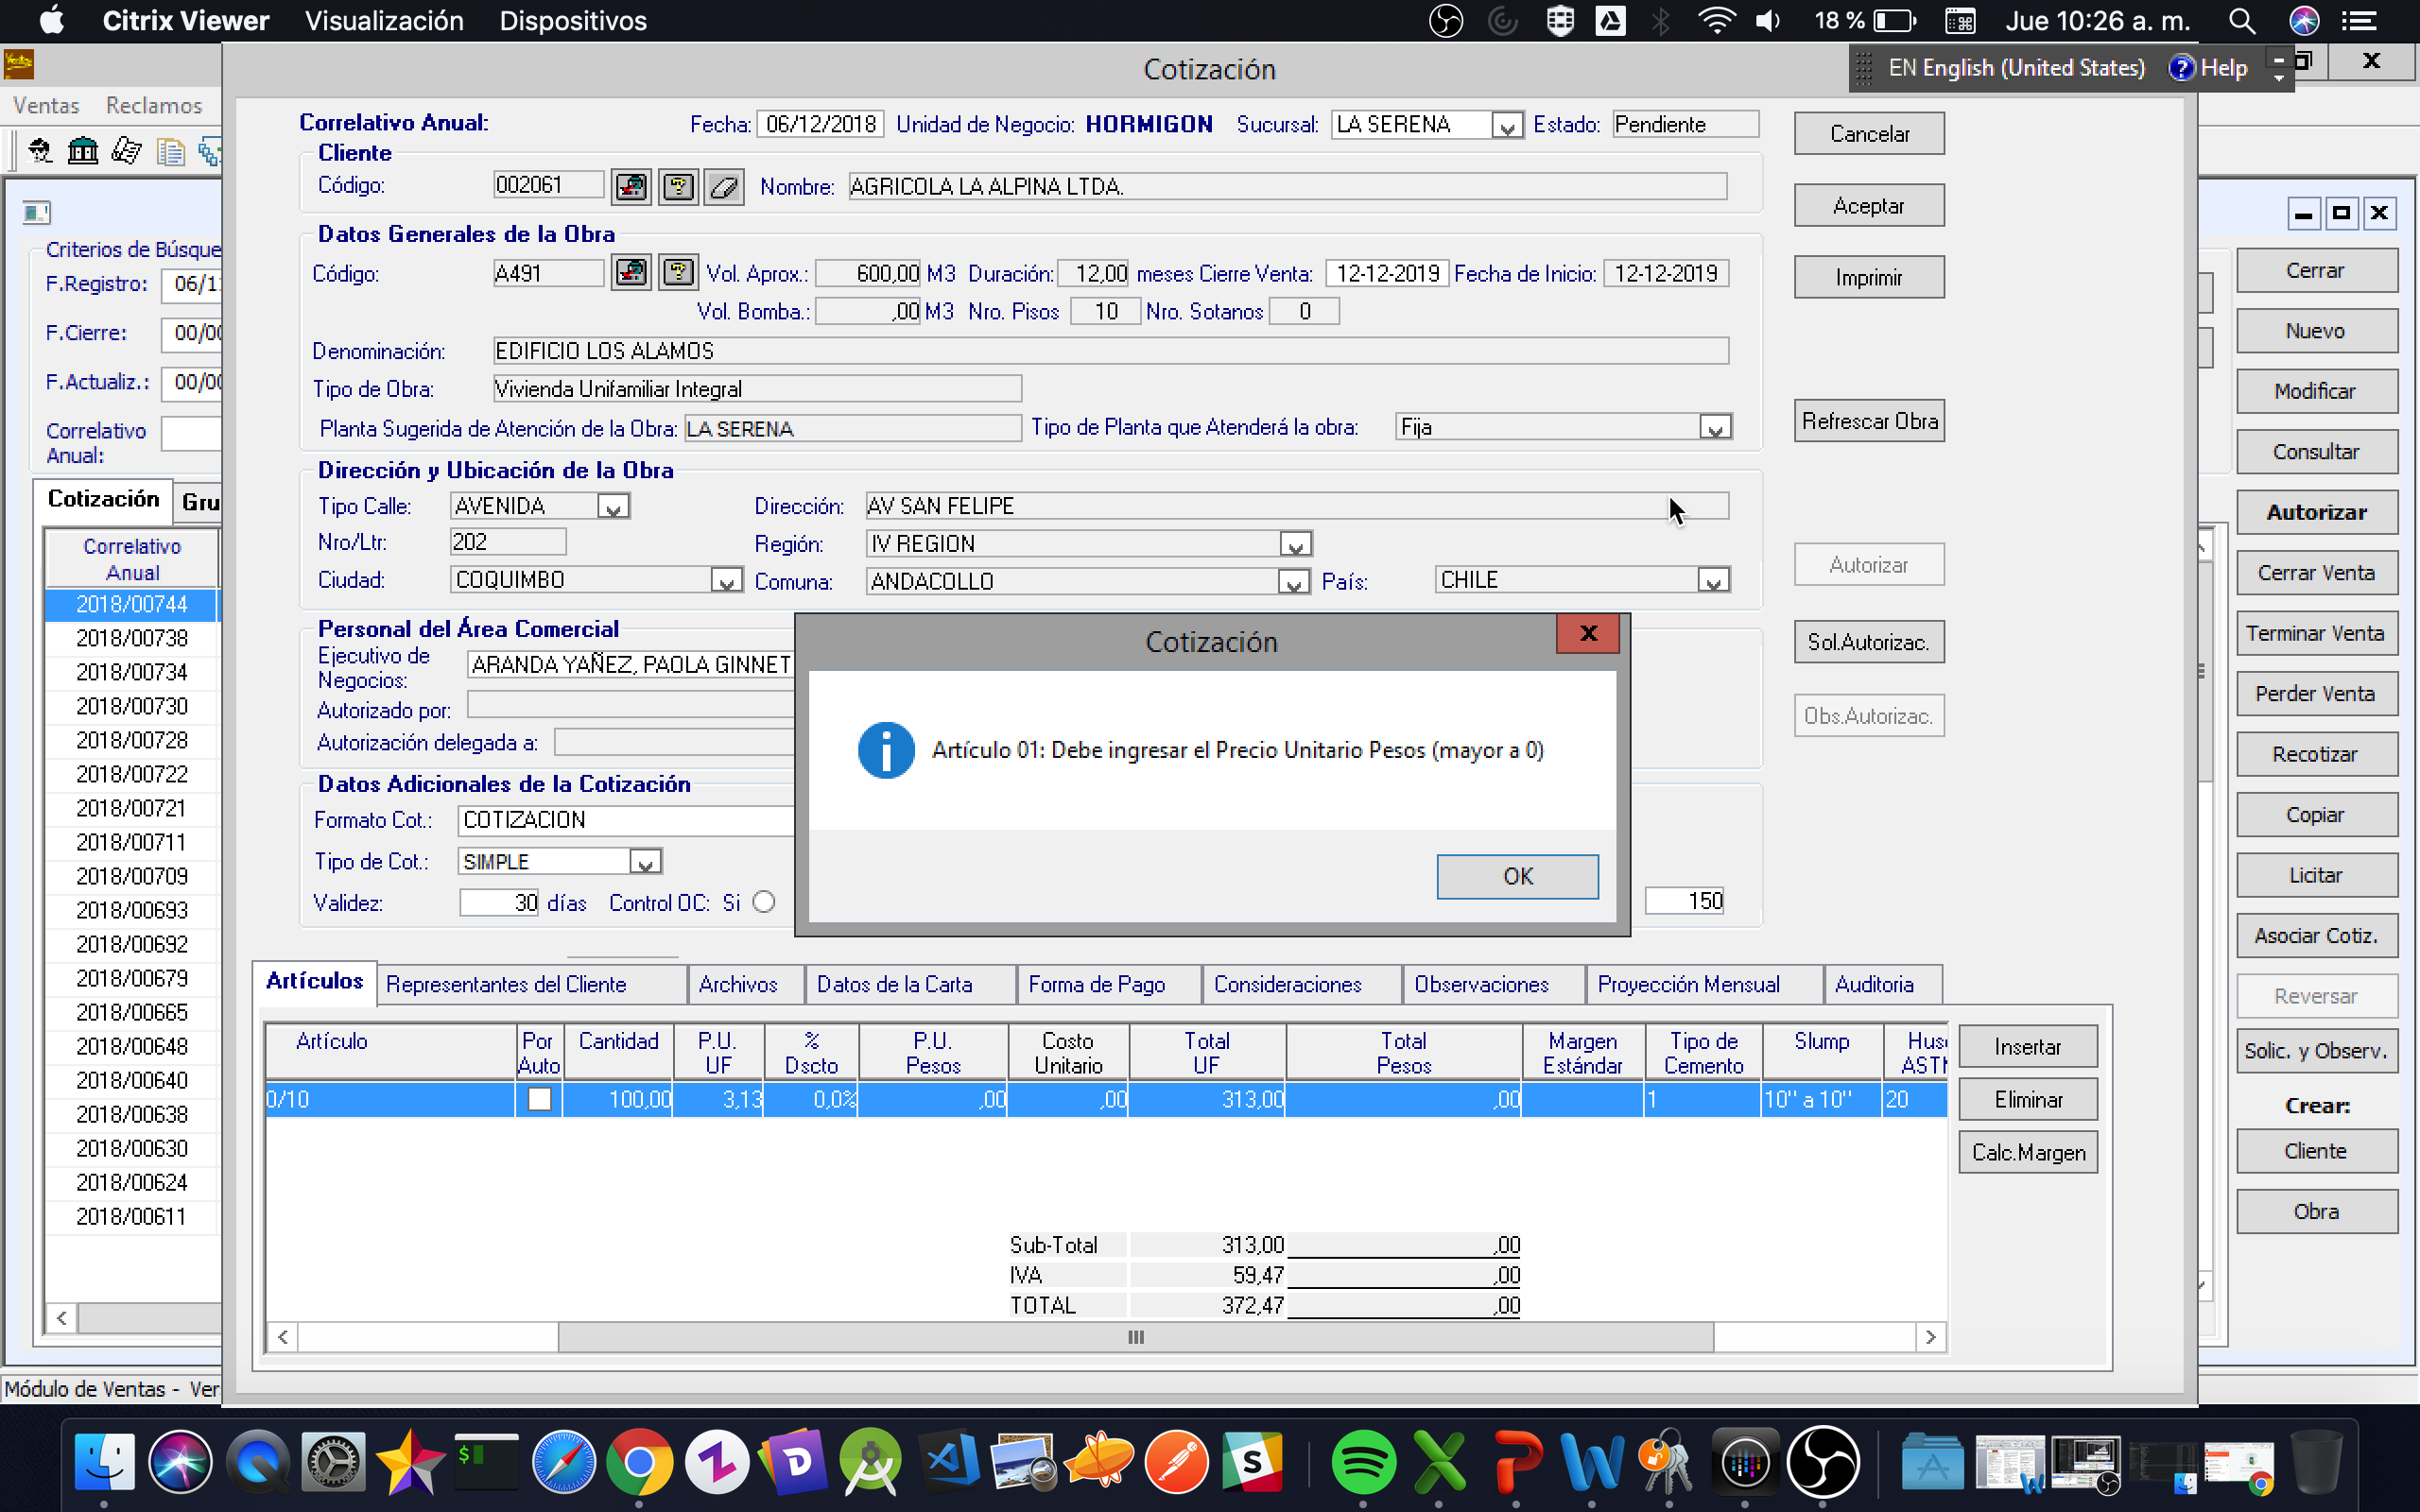 Citrix Viewer Visualización Dispositivos 18 % Jue 10:26 a. m.
Cotización
EN English (United States) Help
Ventas Reclamos
Correlativo Anual: Fecha: 06/12/2018 Unidad de Negocio: HORMIGON Sucursal: LA SERENA Estado: Pendiente
Cancelar
Cliente
Código: 002061 Nombre: AGRICOLA LA ALPINA LTDA.
Aceptar
Datos Generales de la Obra
Código: A491 Vol. Aprox.: 600,00 M3 Duración: 12,00 meses Cierre Venta: 12-12-2019 Fecha de Inicio: 12-12-2019
Imprimir
Vol. Bomba.: ,00 M3 Nro. Pisos 10 Nro. Sotanos 0
Denominación: EDIFICIO LOS ALAMOS
Tipo de Obra: Vivienda Unifamiliar Integral
Planta Sugerida de Atención de la Obra: LA SERENA Tipo de Planta que Atenderá la obra: Fija
Refrescar Obra
Dirección y Ubicación de la Obra
Tipo Calle: AVENIDA Dirección: AV SAN FELIPE
Nro/Ltr: 202 Región: IV REGION
Ciudad: COQUIMBO Comuna: ANDACOLLO País: CHILE
Autorizar
Personal del Área Comercial
Ejecutivo de
Negocios: ARANDA YAÑEZ, PAOLA GINNET
Autorizado por:
Autorización delegada a:
Sol.Autorizac.
Obs.Autorizac.
Datos Adicionales de la Cotización
Formato Cot.: COTIZACION
Tipo de Cot.: SIMPLE
Validez: 30 días Control OC: Si 150
Cotización
x
Artículo 01: Debe ingresar el Precio Unitario Pesos (mayor a 0)
OK
Artículos Representantes del Cliente Archivos Datos de la Carta Forma de Pago Consideraciones Observaciones Proyección Mensual Auditoria
Artículo Por Cantidad P.U. % P.U. Costo Total Total Margen Tipo de Slump Hus
Auto UF Dscto Pesos Unitario UF Pesos Estándar Cemento AST
0/10 100,00 3,13 0,0% ,00 ,00 313,00 ,00 1 10" a 10" 20
Sub-Total 313,00 ,00
IVA 59,47 ,00
TOTAL 372,47 ,00
Insertar
Eliminar
Calc.Margen
Criterios de Búsque
F.Registro: 06/1
F.Cierre: 00/0
F.Actualiz.: 00/0
Correlativo
Anual:
Cotización Gru
Correlativo
Anual
2018/00744
2018/00738
2018/00734
2018/00730
2018/00728
2018/00722
2018/00721
2018/00711
2018/00709
2018/00693
2018/00692
2018/00679
2018/00665
2018/00648
2018/00640
2018/00638
2018/00630
2018/00624
2018/00611
Cerrar
Nuevo
Modificar
Consultar
Autorizar
Cerrar Venta
Terminar Venta
Perder Venta
Recotizar
Copiar
Licitar
Asociar Cotiz.
Reversar
Solic. y Observ.
Crear:
Cliente
Obra
Módulo de Ventas - Ver